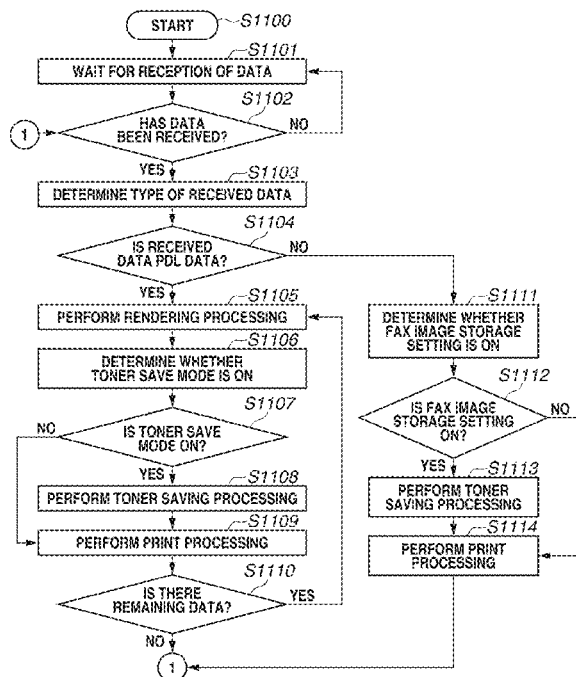 START
S1100
S1101
WAIT FOR RECEPTION OF DATA
S1102
1
HAS DATA
BEEN RECEIVED?
NO
YES
S1103
DETERMINE TYPE OF RECEIVED DATA
S1104
IS RECEIVED
DATA PDL DATA?
NO
YES
S1105
PERFORM RENDERING PROCESSING
S1106
DETERMINE WHETHER
TONER SAVE MODE IS ON
S1107
NO
IS TONER SAVE
MODE ON?
YES
S1108
PERFORM TONER SAVING PROCESSING
S1109
PERFORM PRINT PROCESSING
S1110
IS THERE
REMAINING DATA?
YES
NO
1
S1111
DETERMINE WHETHER
FAX IMAGE STORAGE
SETTING IS ON
S1112
IS FAX IMAGE
STORAGE SETTING
ON?
NO
YES
S1113
PERFORM TONER
SAVING PROCESSING
S1114
PERFORM PRINT
PROCESSING